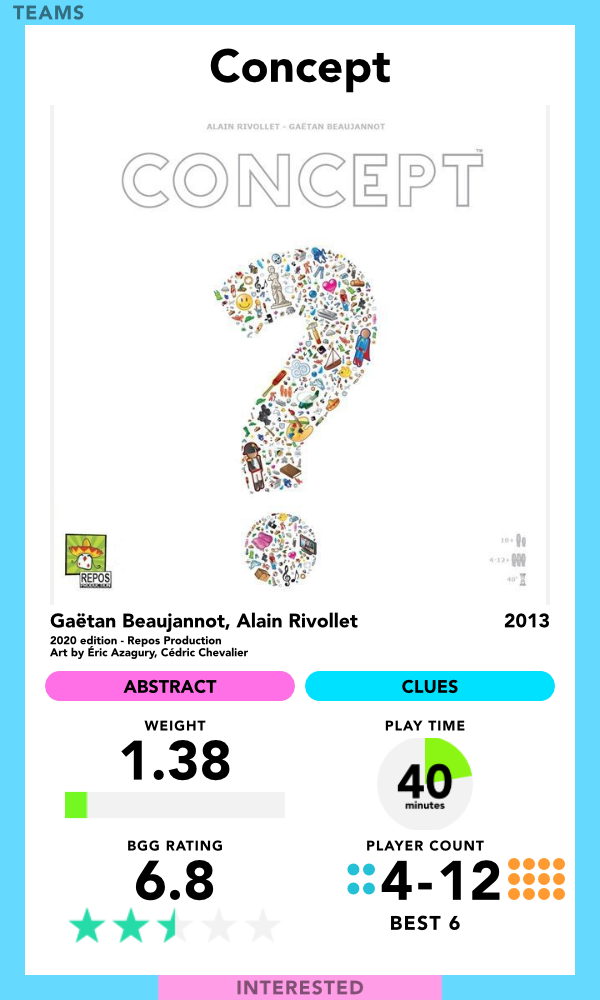 TEAMS
Concept
ALAIN RIVOLLET - GAËTAN BEAUJANNOT
CONCEPT™
REPOS
PRODUCTION
10+
4-12+
40'
Gaëtan Beaujannot, Alain Rivollet 2013
2020 edition - Repos Production
Art by Éric Azagury, Cédric Chevalier
ABSTRACT CLUES
WEIGHT PLAY TIME
1.38 40
minutes
BGG RATING PLAYER COUNT
6.8 4-12
BEST 6
INTERESTED